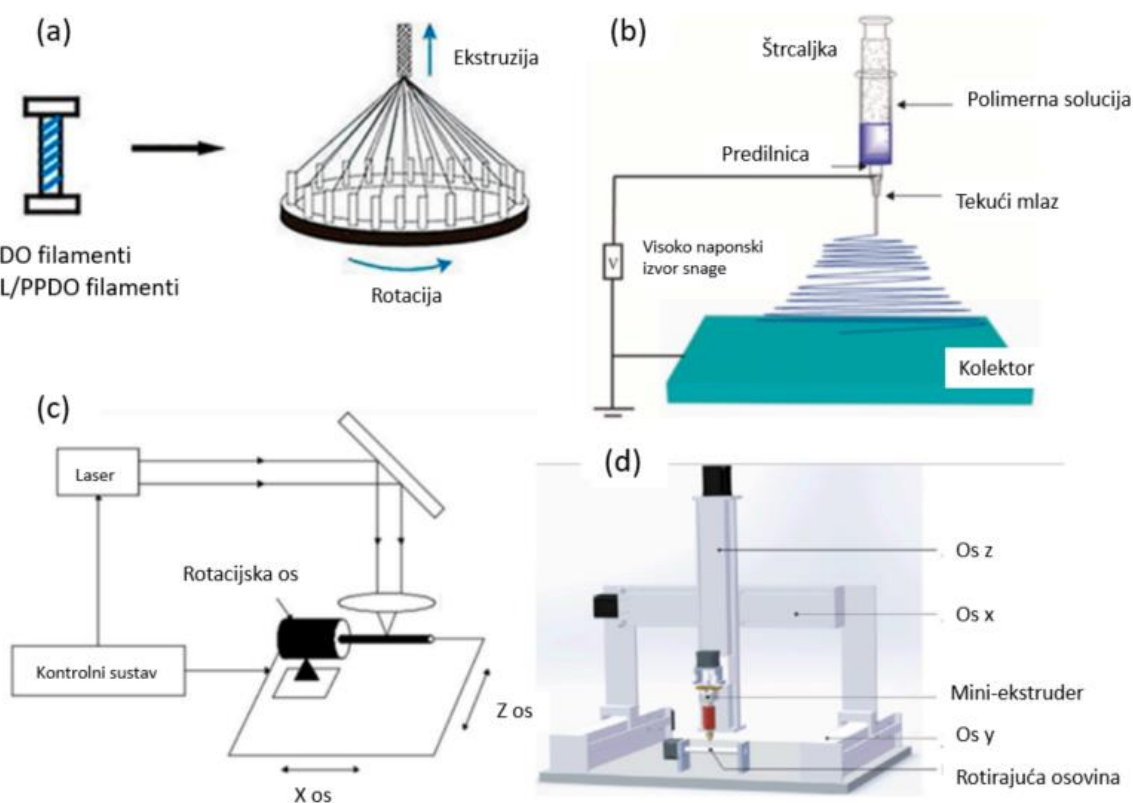 (a)
Ekstruzija
DO filamenti
L/PPDO filamenti
Rotacija
(b)
Štrcaljka
Polimerna solucija
Predilnica
Tekući mlaz
Visoko naponski
izvor snage
V
Kolektor
(c)
Laser
Rotacijska os
Kontrolni sustav
Z os
X os
(d)
Os z
Os x
Mini-ekstruder
Os y
Rotirajuća osovina